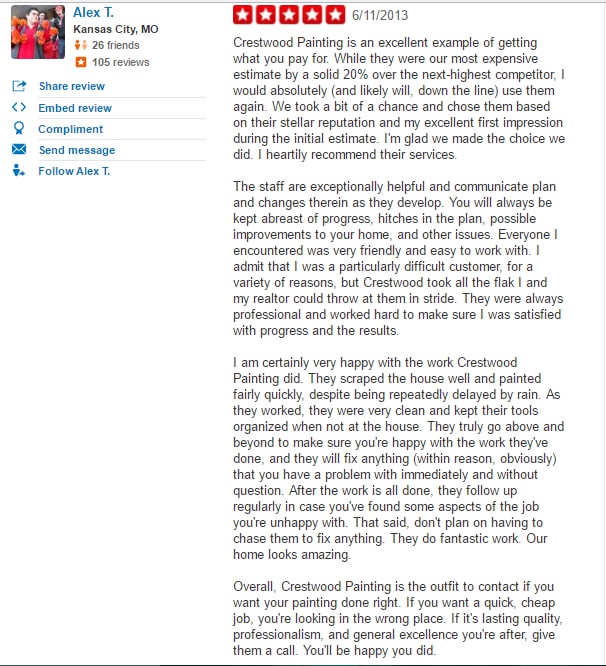 Alex T.
Kansas City, MO
26 friends
105 reviews
Share review
Embed review
Compliment
Send message
Follow Alex T.
6/11/2013
Crestwood Painting is an excellent example of getting
what you pay for. While they were our most expensive
estimate by a solid 20% over the next-highest competitor, I
would absolutely (and likely will, down the line) use them
again. We took a bit of a chance and chose them based
on their stellar reputation and my excellent first impression
during the initial estimate. I'm glad we made the choice we
did. I heartily recommend their services.
The staff are exceptionally helpful and communicate plan
and changes therein as they develop. You will always be
kept abreast of progress, hitches in the plan, possible
improvements to your home, and other issues. Everyone I
encountered was very friendly and easy to work with. I
admit that I was a particularly difficult customer, for a
variety of reasons, but Crestwood took all the flak I and
my realtor could throw at them in stride. They were always
professional and worked hard to make sure I was satisfied
with progress and the results.
I am certainly very happy with the work Crestwood
Painting did. They scraped the house well and painted
fairly quickly, despite being repeatedly delayed by rain. As
they worked, they were very clean and kept their tools
organized when not at the house. They truly go above and
beyond to make sure you're happy with the work they've
done, and they will fix anything (within reason, obviously)
that you have a problem with immediately and without
question. After the work is all done, they follow up
regularly in case you've found some aspects of the job
you're unhappy with. That said, don't plan on having to
chase them to fix anything. They do fantastic work. Our
home looks amazing.
Overall, Crestwood Painting is the outfit to contact if you
want your painting done right. If you want a quick, cheap
job, you're looking in the wrong place. If it's lasting quality,
professionalism, and general excellence you're after, give
them a call. You'll be happy you did.